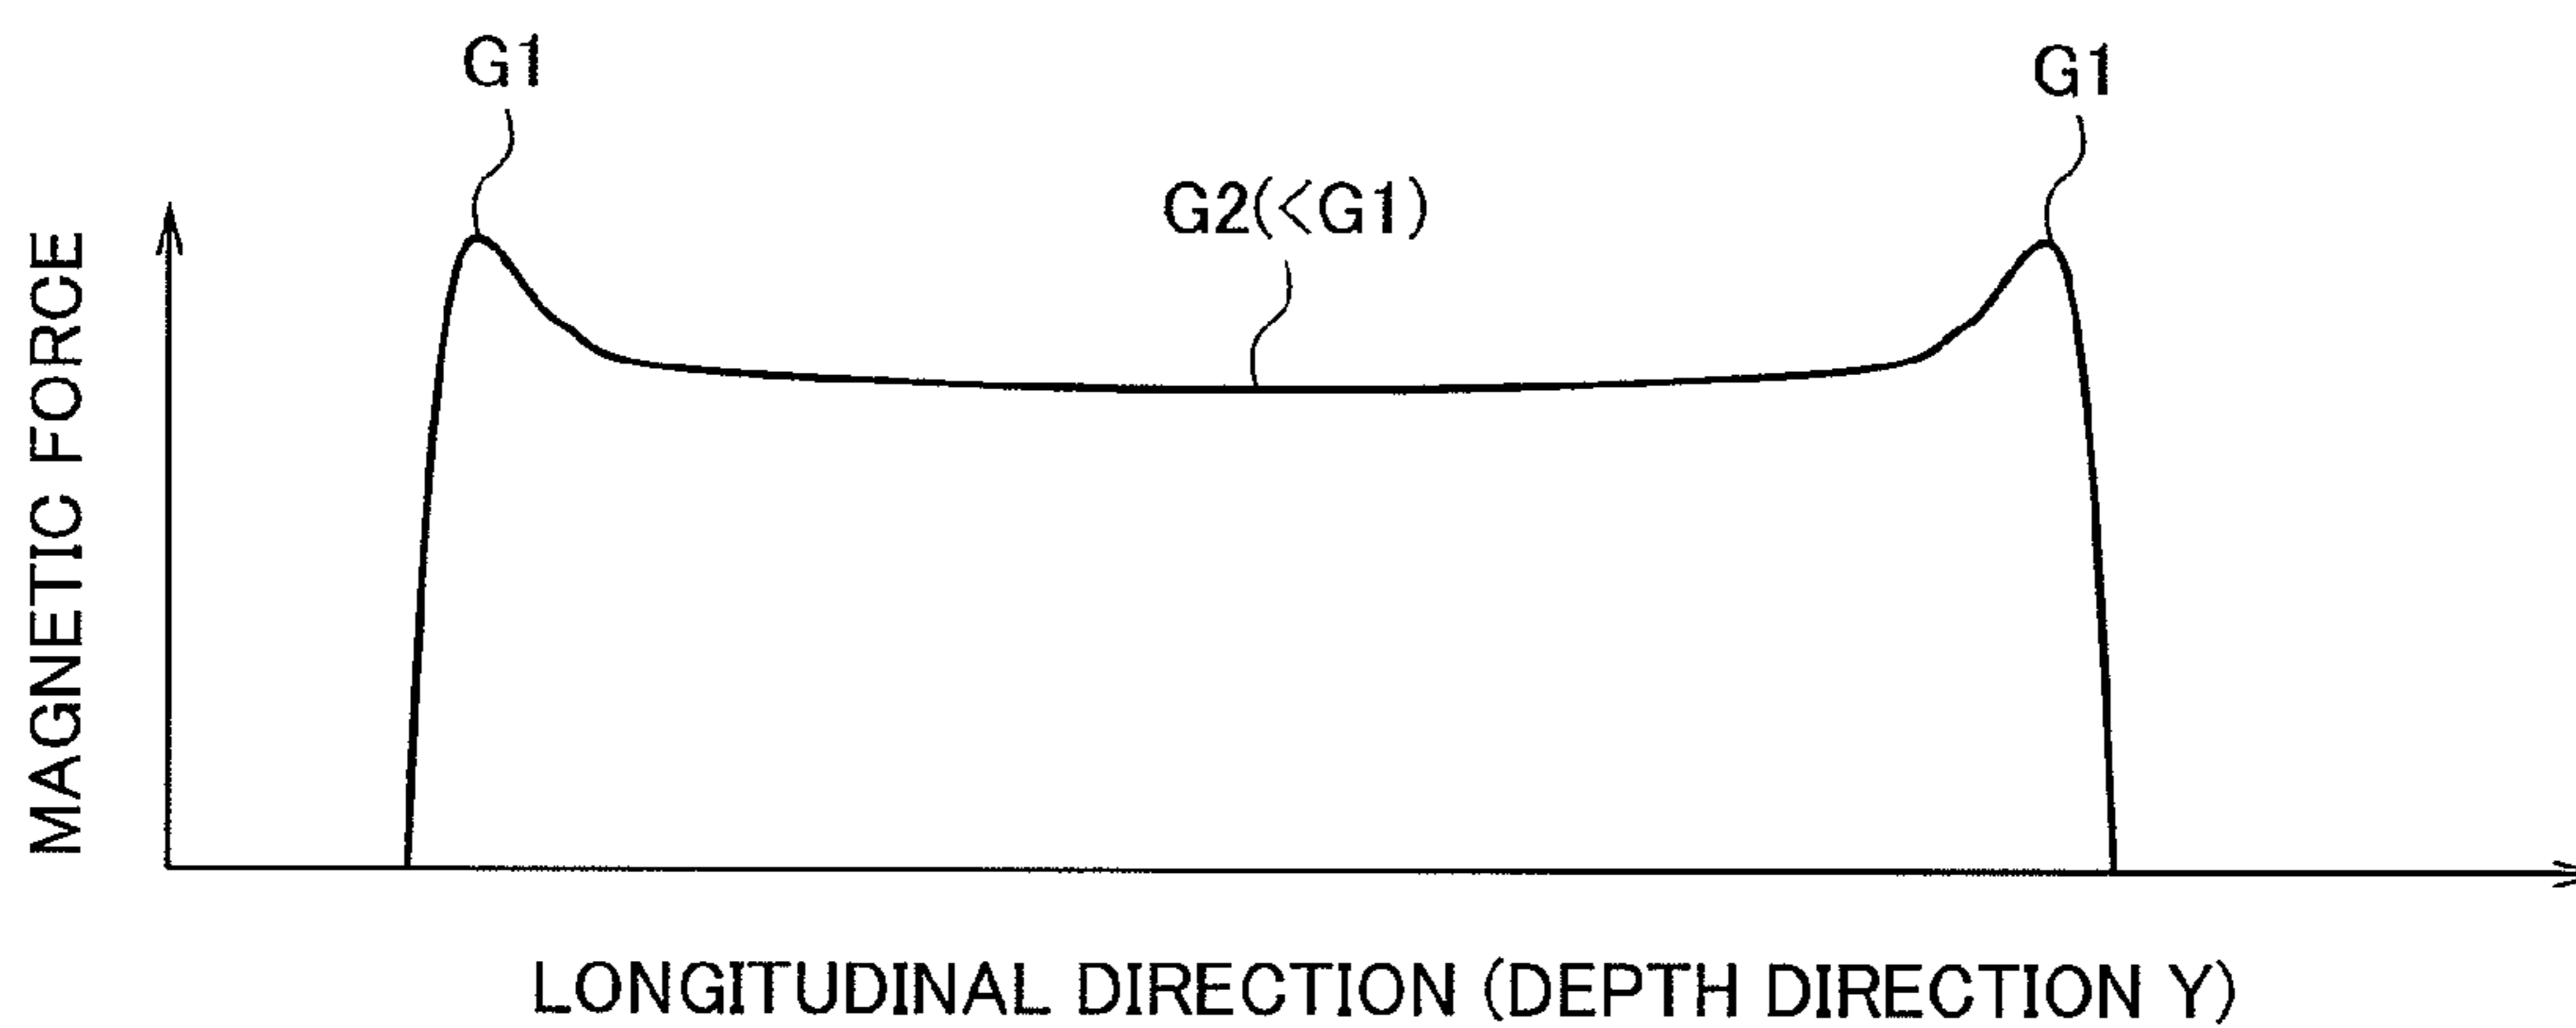 G1
G1
G2(<G1)
MAGNETIC FORCE
LONGITUDINAL DIRECTION (DEPTH DIRECTION Y)